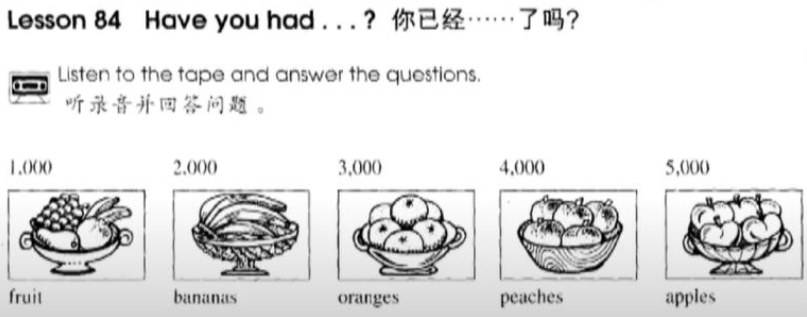 Lesson 84 Have you had . . . ? 你已经……了吗?
Listen to the tape and answer the questions.
听录音并回答问题。
1,000 2,000 3,000 4,000 5,000
fruit bananas oranges peaches apples